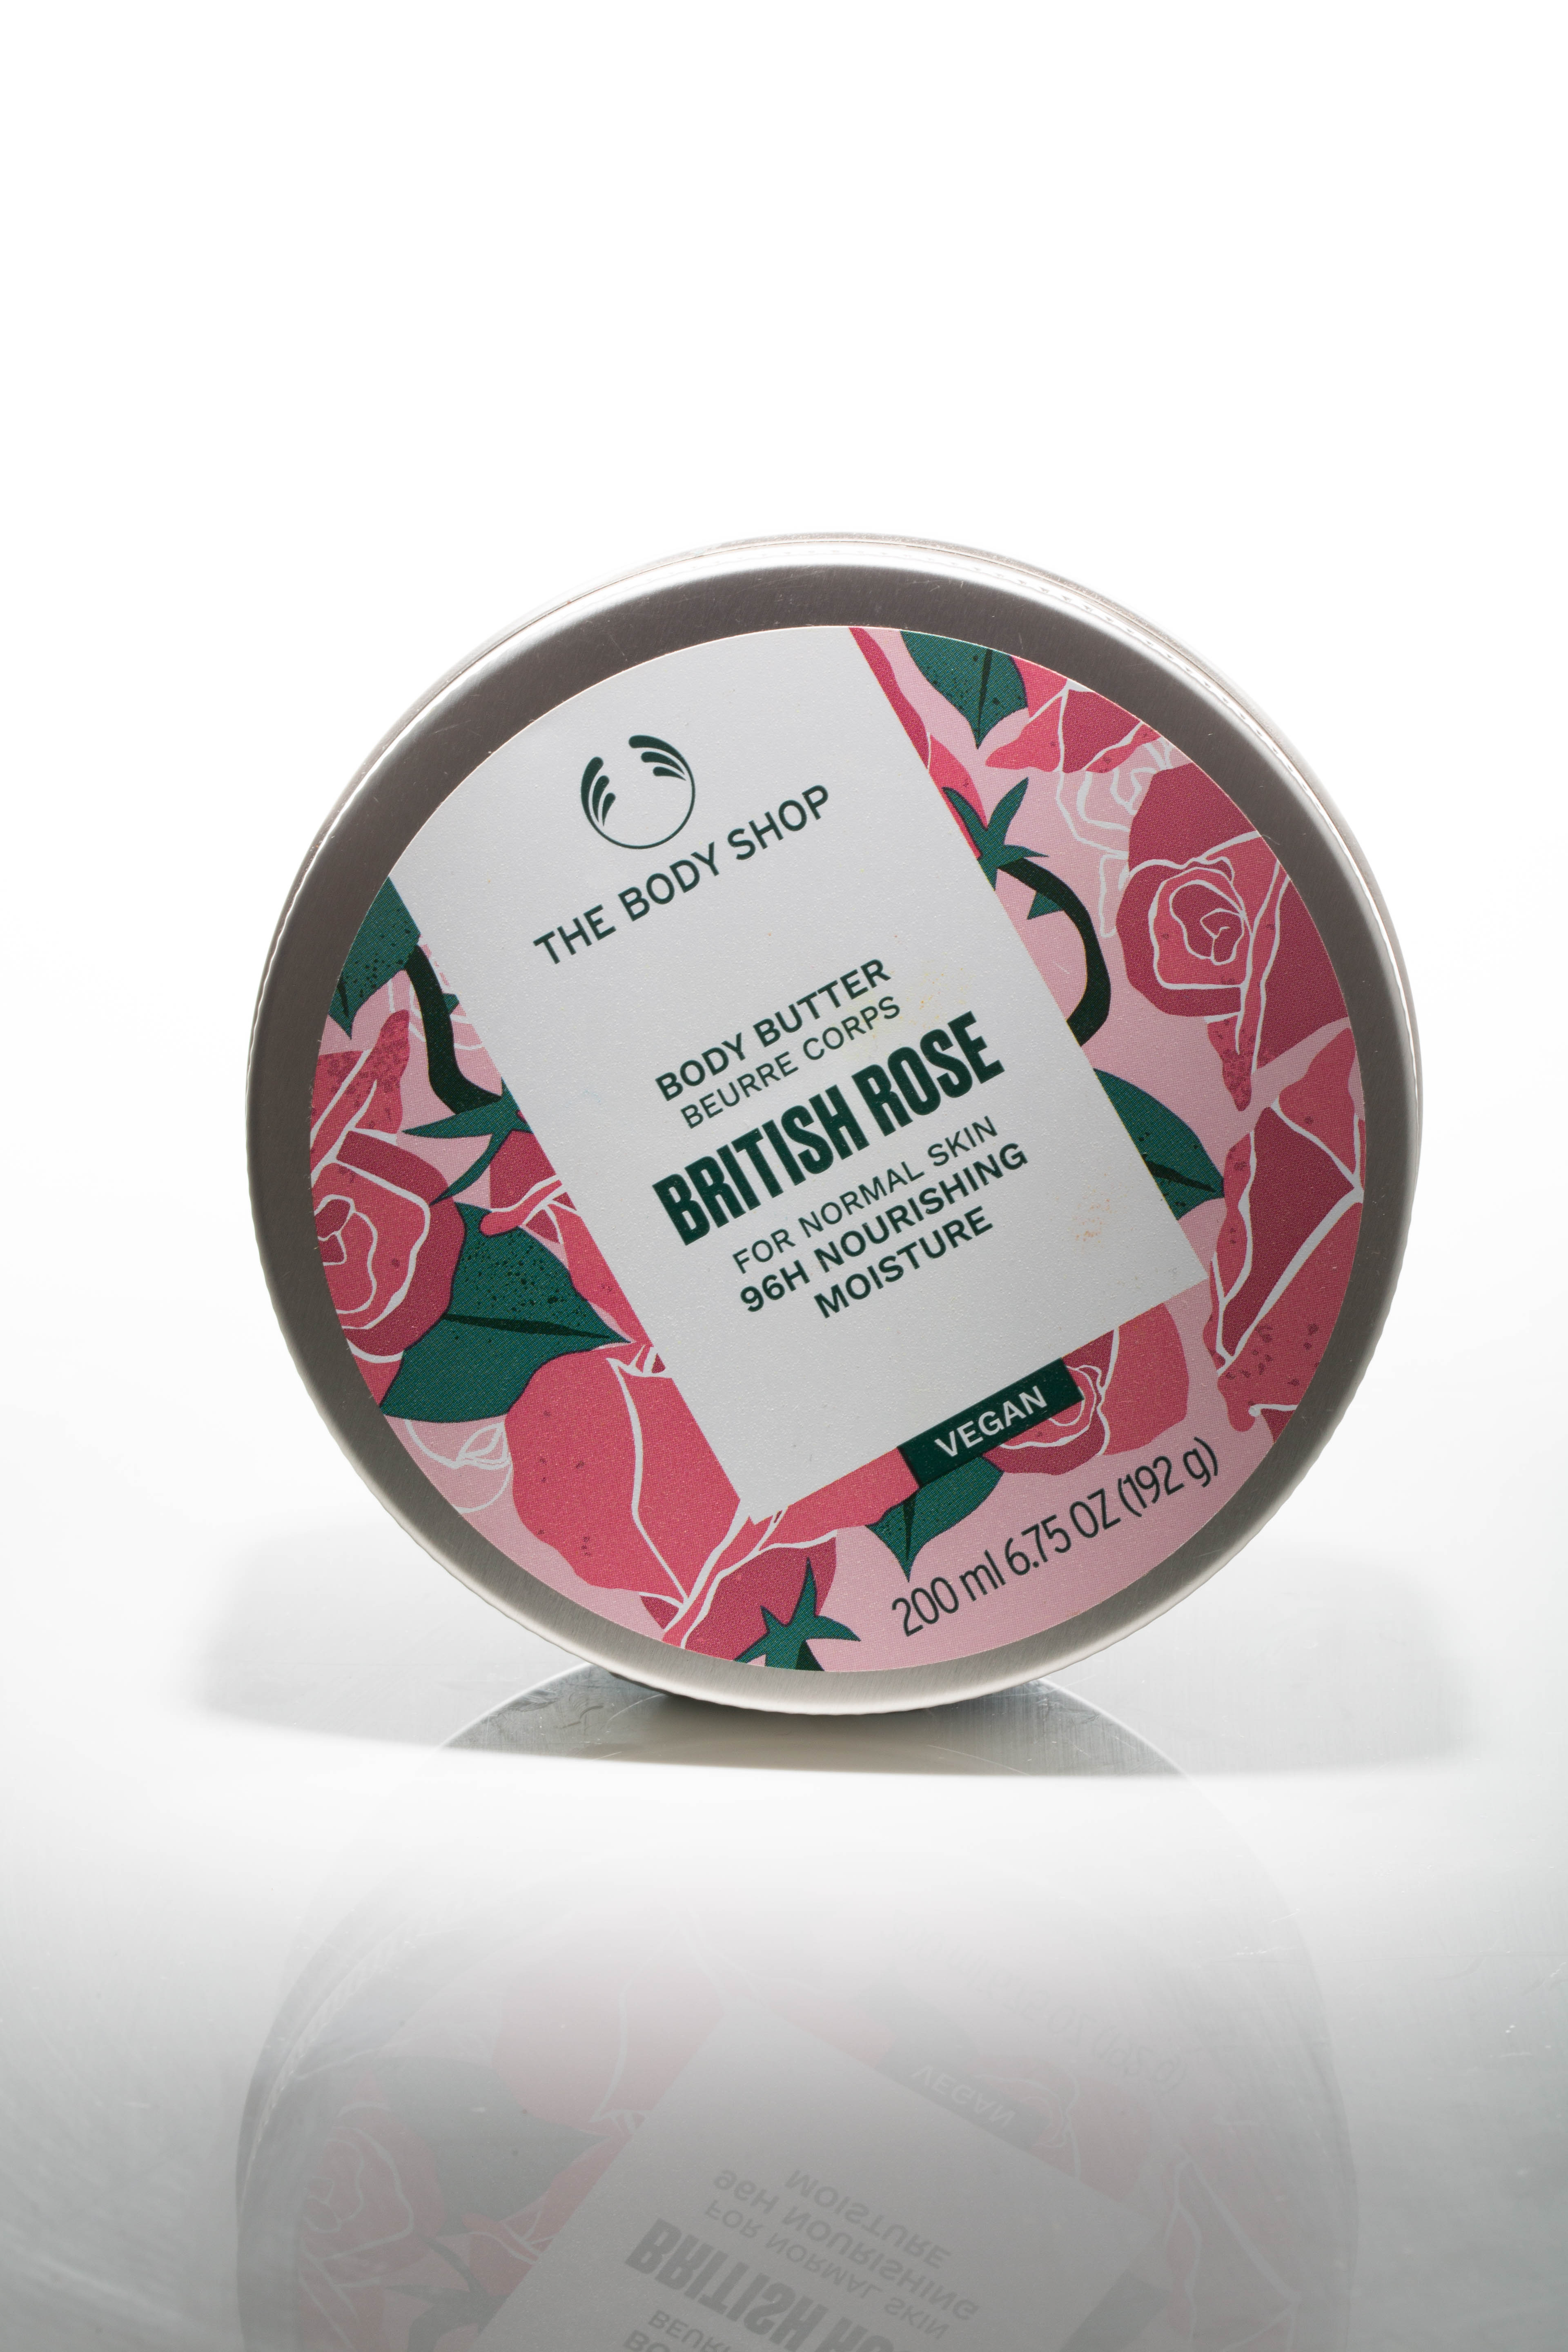 THE BODY SHOP
BODY BUTTER
BEURRE CORPS
BRITISH ROSE
FOR NORMAL SKIN
96H NOURISHING
MOISTURE
VEGAN
200 ml 6.75 OZ (192 g)